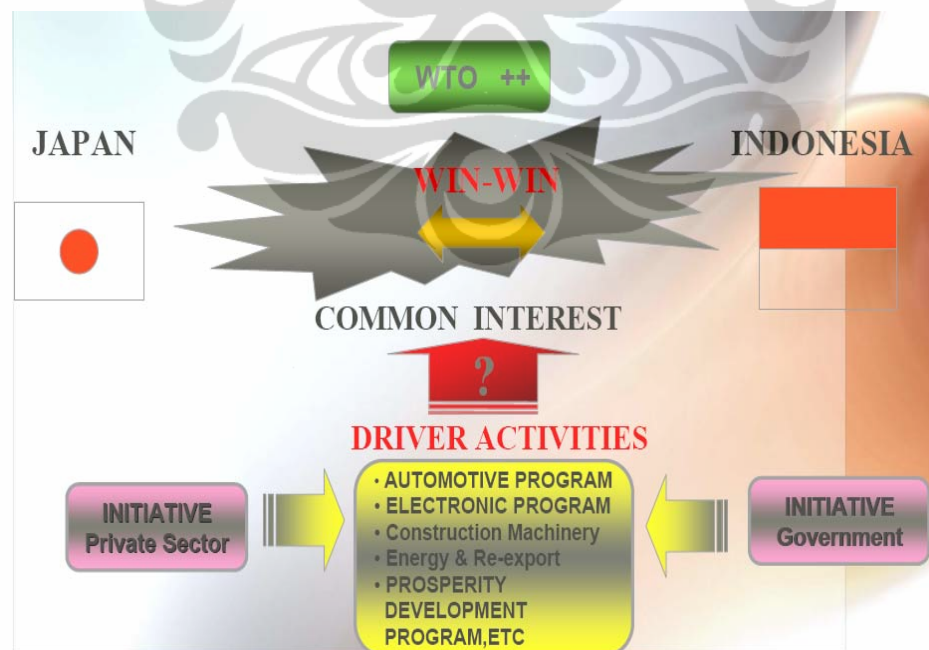 WTO ++
JAPAN
INDONESIA
WIN-WIN
COMMON INTEREST
?
DRIVER ACTIVITIES
INITIATIVE
Private Sector
• AUTOMOTIVE PROGRAM
• ELECTRONIC PROGRAM
• Construction Machinery
• Energy & Re-export
• PROSPERITY
DEVELOPMENT
PROGRAM,ETC
INITIATIVE
Government